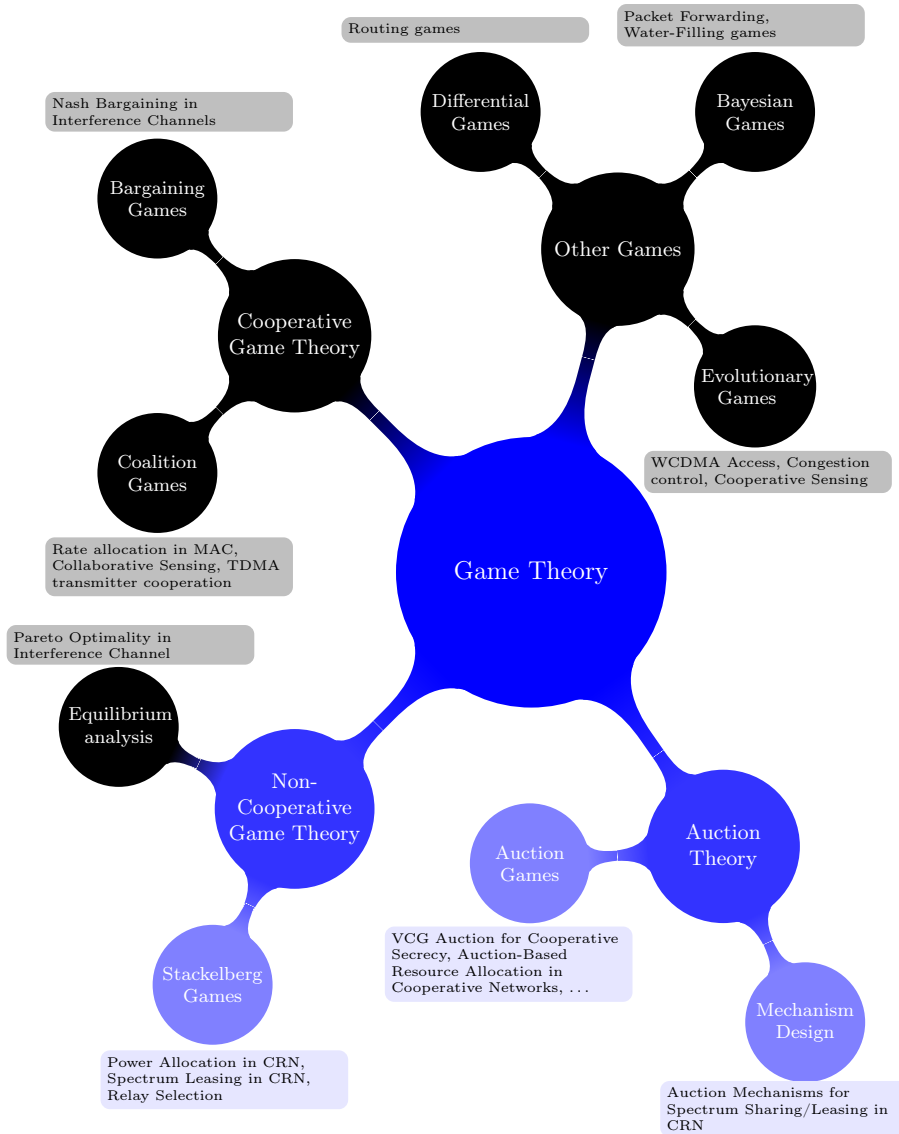 Packet Forwarding,
Water-Filling games
Routing games
Differential
Games
Bayesian
Games
Nash Bargaining in
Interference Channels
Bargaining
Games
Other Games
Cooperative
Game Theory
Evolutionary
Games
WCDMA Access, Congestion
control, Cooperative Sensing
Coalition
Games
Rate allocation in MAC,
Collaborative Sensing, TDMA
transmitter cooperation
Game Theory
Pareto Optimality in
Interference Channel
Equilibrium
analysis
Non-
Cooperative
Game Theory
Auction
Theory
Auction
Games
VCG Auction for Cooperative
Secrecy, Auction-Based
Resource Allocation in
Cooperative Networks, ...
Stackelberg
Games
Power Allocation in CRN,
Spectrum Leasing in CRN,
Relay Selection
Mechanism
Design
Auction Mechanisms for
Spectrum Sharing/Leasing in
CRN